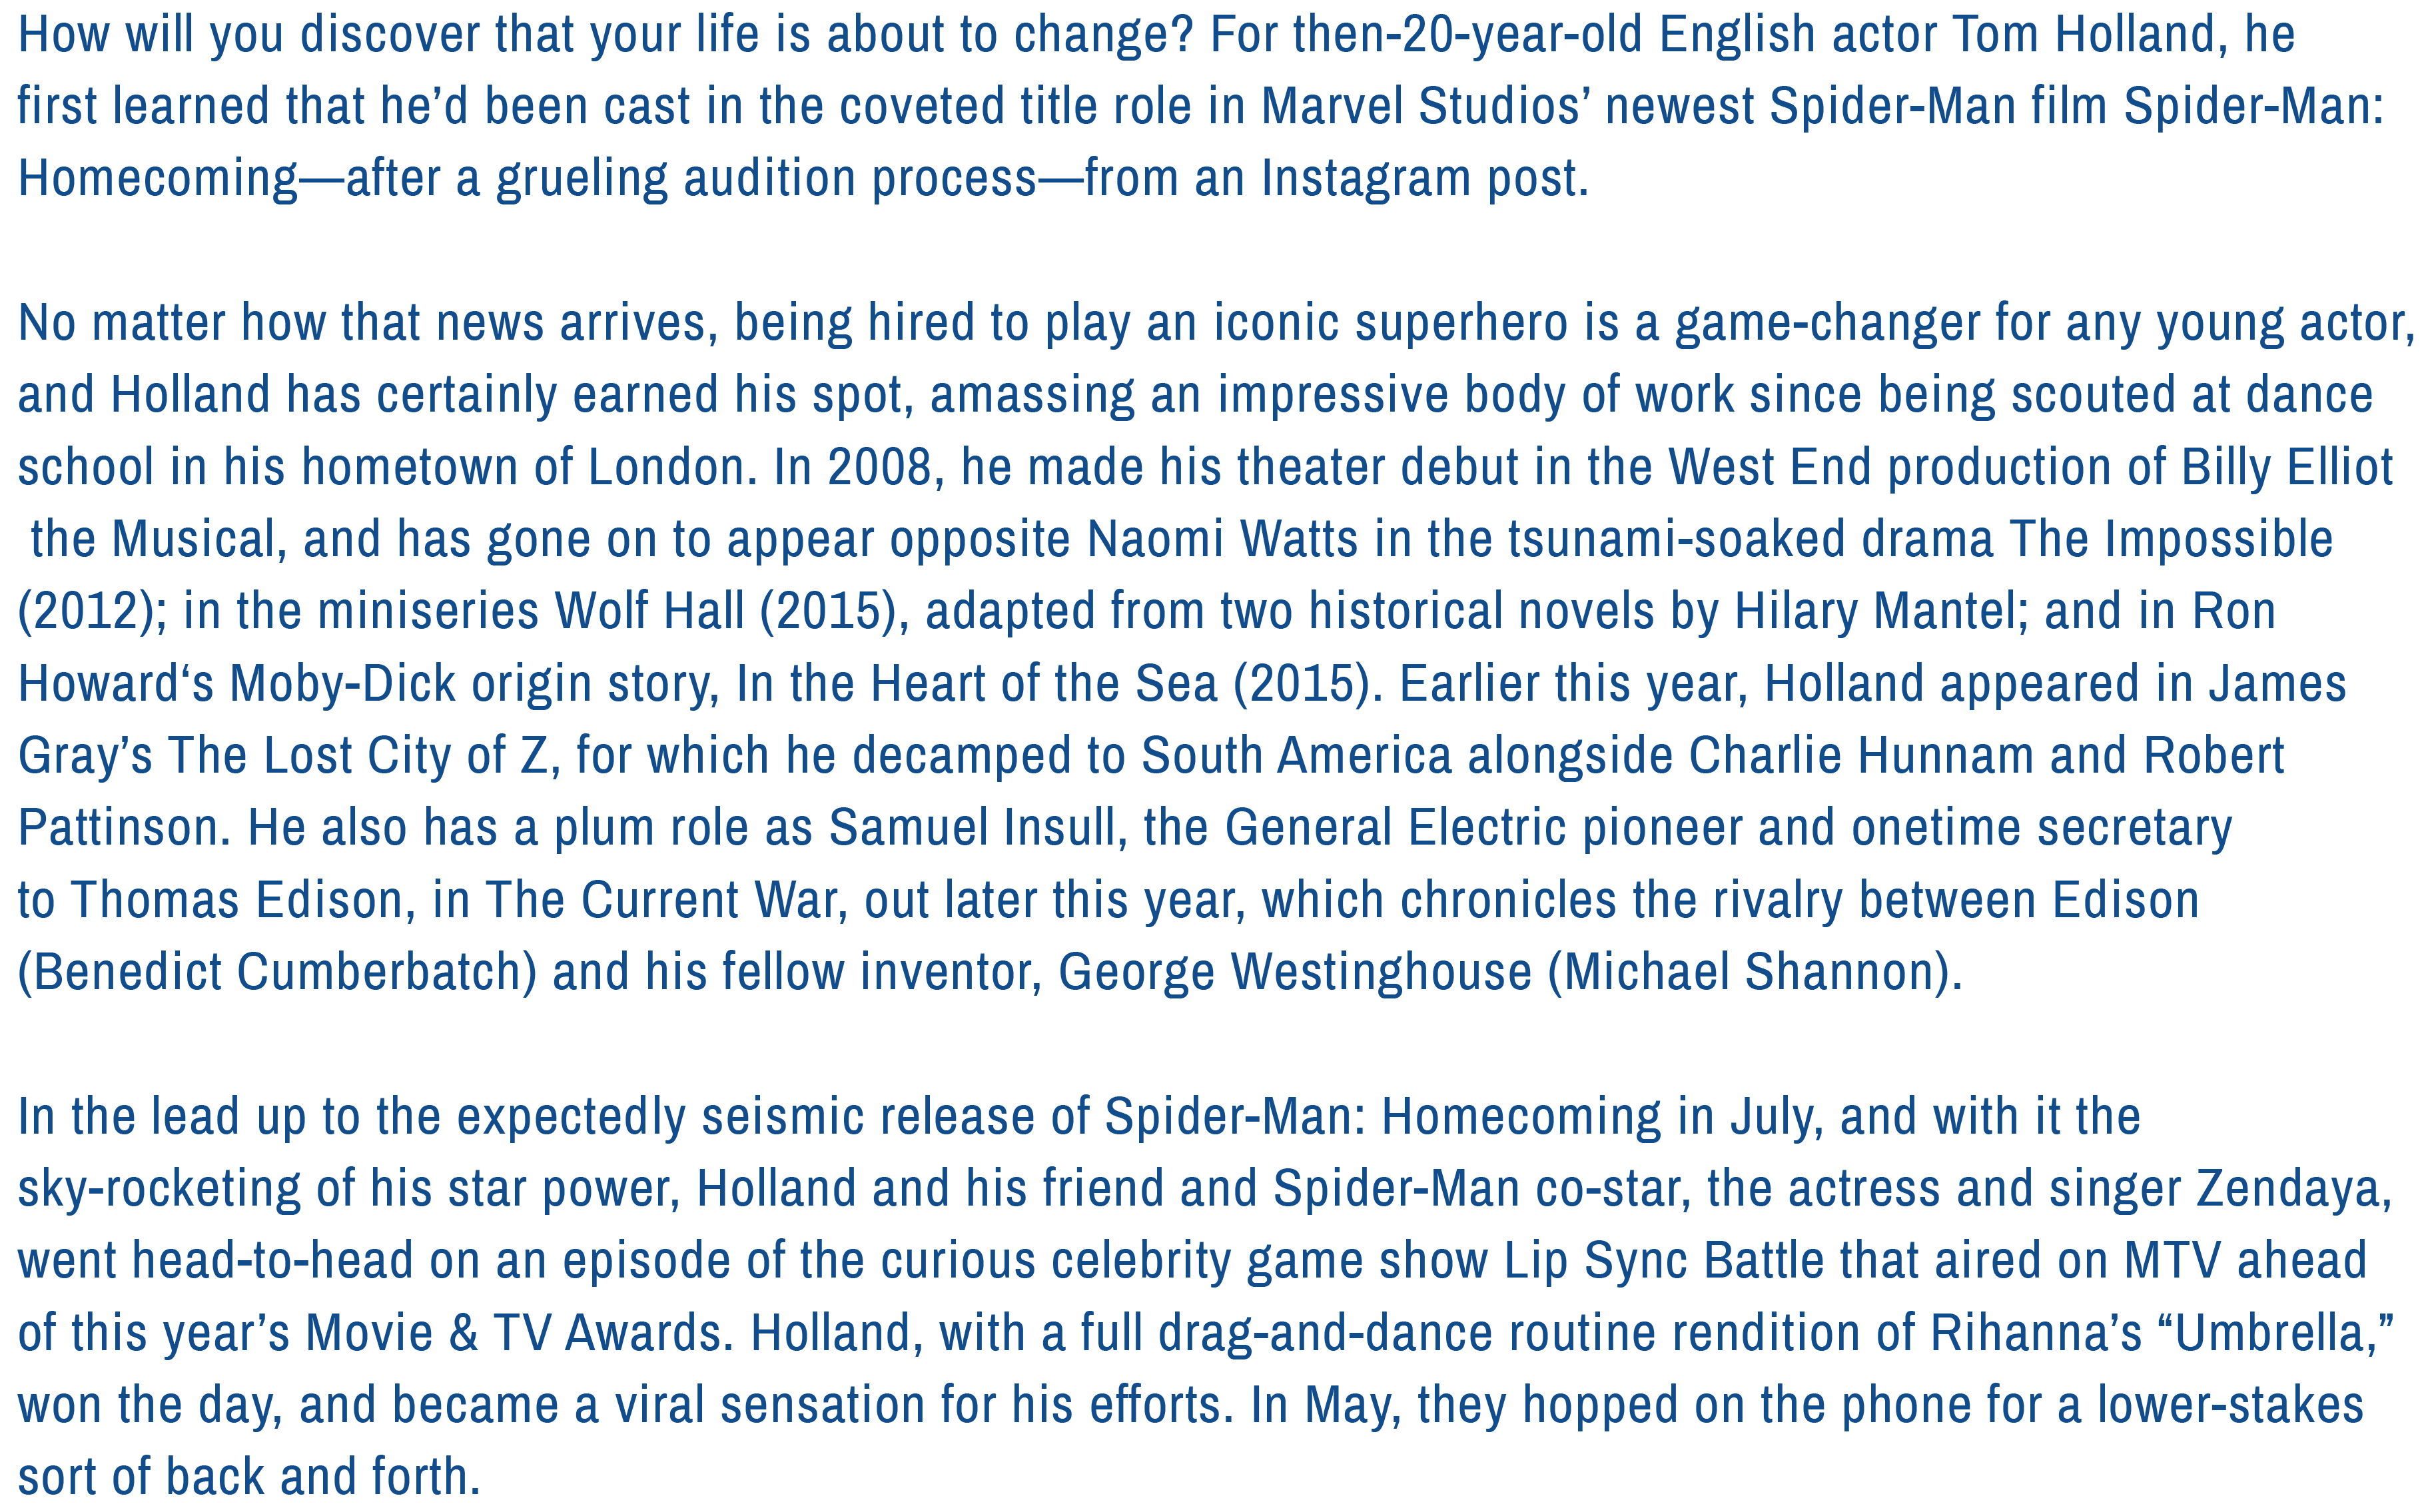 How will you discover that your life is about to change? For then-20-year-old English actor Tom Holland, he
first learned that he’d been cast in the coveted title role in Marvel Studios’ newest Spider-Man film Spider-Man:
Homecoming—after a grueling audition process—from an Instagram post.
No matter how that news arrives, being hired to play an iconic superhero is a game-changer for any young actor,
and Holland has certainly earned his spot, amassing an impressive body of work since being scouted at dance
school in his hometown of London. In 2008, he made his theater debut in the West End production of Billy Elliot
the Musical, and has gone on to appear opposite Naomi Watts in the tsunami-soaked drama The Impossible
(2012); in the miniseries Wolf Hall (2015), adapted from two historical novels by Hilary Mantel; and in Ron
Howard‘s Moby-Dick origin story, In the Heart of the Sea (2015). Earlier this year, Holland appeared in James
Gray’s The Lost City of Z, for which he decamped to South America alongside Charlie Hunnam and Robert
Pattinson. He also has a plum role as Samuel Insull, the General Electric pioneer and onetime secretary
to Thomas Edison, in The Current War, out later this year, which chronicles the rivalry between Edison
(Benedict Cumberbatch) and his fellow inventor, George Westinghouse (Michael Shannon).
In the lead up to the expectedly seismic release of Spider-Man: Homecoming in July, and with it the
sky-rocketing of his star power, Holland and his friend and Spider-Man co-star, the actress and singer Zendaya,
went head-to-head on an episode of the curious celebrity game show Lip Sync Battle that aired on MTV ahead
of this year’s Movie & TV Awards. Holland, with a full drag-and-dance routine rendition of Rihanna’s “Umbrella,”
won the day, and became a viral sensation for his efforts. In May, they hopped on the phone for a lower-stakes
sort of back and forth.